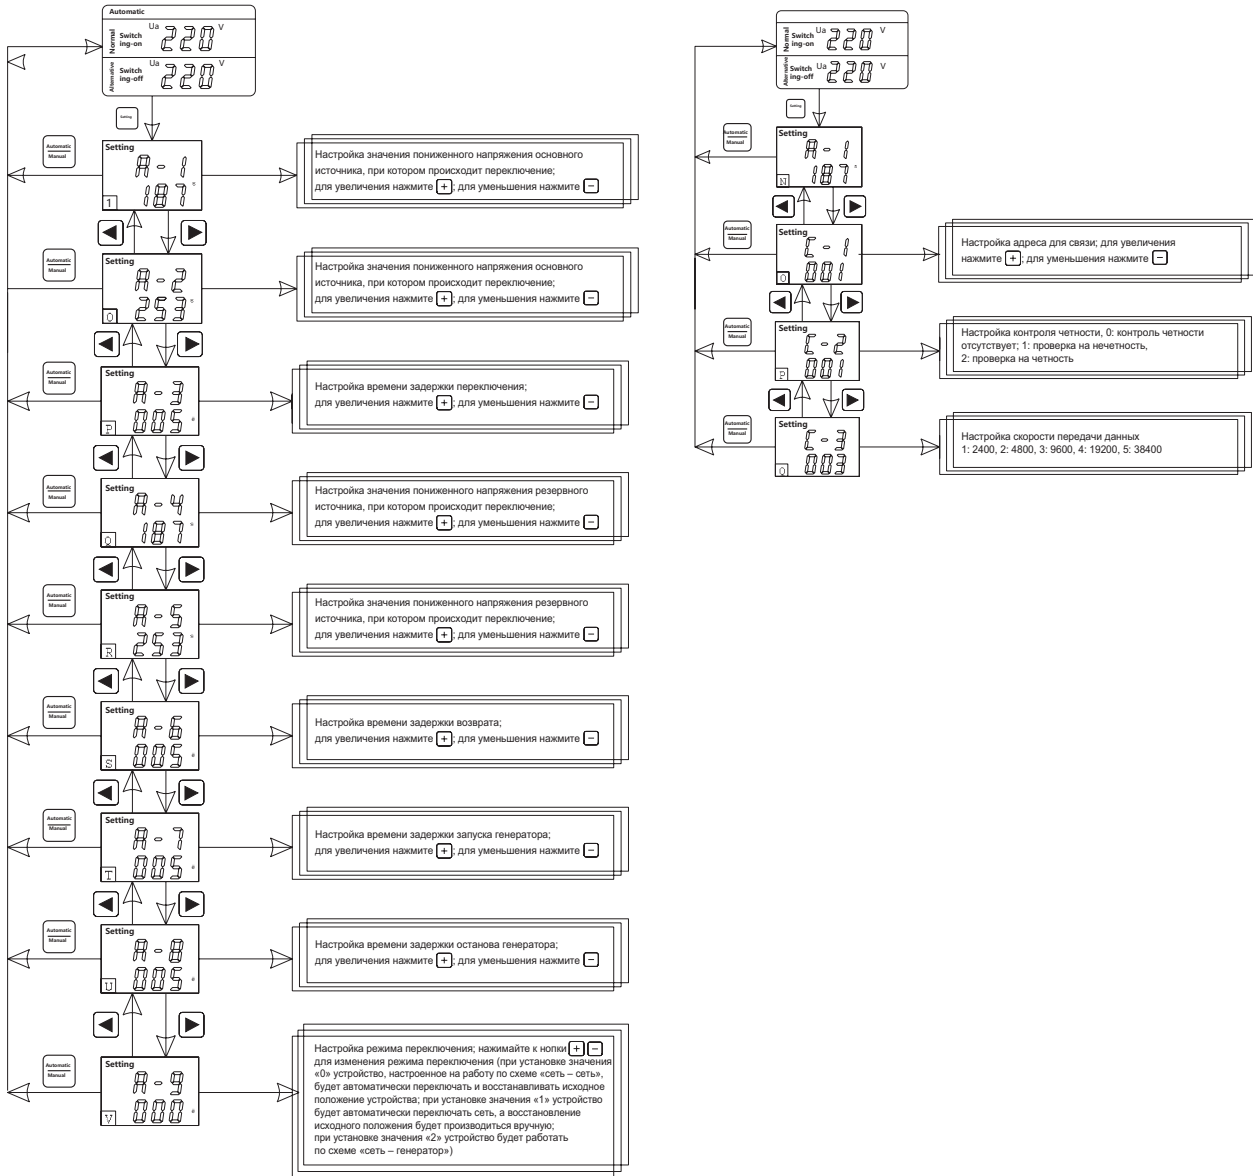 Automatic
Normal
Switch
ing-on
Ua
220
V
Alternative
Switch
ing-off
Ua
220
V
Setting
Automatic
Manual
Setting
A-1
187
1
Настройка значения пониженного напряжения основного
источника, при котором происходит переключение;
для увеличения нажмите +; для уменьшения нажмите −
Automatic
Manual
Setting
A-2
253
O
Настройка значения пониженного напряжения основного
источника, при котором происходит переключение;
для увеличения нажмите +; для уменьшения нажмите −
Automatic
Manual
Setting
A-3
005
P
Настройка времени задержки переключения;
для увеличения нажмите +; для уменьшения нажмите −
Automatic
Manual
Setting
A-4
187
Q
Настройка значения пониженного напряжения резервного
источника, при котором происходит переключение;
для увеличения нажмите +; для уменьшения нажмите −
Automatic
Manual
Setting
A-5
253
R
Настройка значения пониженного напряжения резервного
источника, при котором происходит переключение;
для увеличения нажмите +; для уменьшения нажмите −
Automatic
Manual
Setting
A-6
005
S
Настройка времени задержки возврата;
для увеличения нажмите +; для уменьшения нажмите −
Automatic
Manual
Setting
A-7
005
T
Настройка времени задержки запуска генератора;
для увеличения нажмите +; для уменьшения нажмите −
Automatic
Manual
Setting
A-8
005
U
Настройка времени задержки останова генератора;
для увеличения нажмите +; для уменьшения нажмите −
Automatic
Manual
Setting
A-9
000
V
Настройка режима переключения; нажимайте к нопки + −
для изменения режима переключения (при установке значения
«0» устройство, настроенное на работу по схеме «сеть – сеть»,
будет автоматически переключать и восстанавливать исходное
положение устройства; при установке значения «1» устройство
будет автоматически переключать сеть, а восстановление
исходного положения будет производиться вручную;
при установке значения «2» устройство будет работать
по схеме «сеть – генератор»)
Normal
Switch
ing-on
Ua
220
V
Alternative
Switch
ing-off
Ua
220
V
Setting
Automatic
Manual
Setting
A-1
187
N
Automatic
Manual
Setting
C-1
001
O
Настройка адреса для связи; для увеличения
нажмите +; для уменьшения нажмите −
Automatic
Manual
Setting
C-2
001
P
Настройка контроля четности, 0: контроль четности
отсутствует; 1: проверка на нечетность,
2: проверка на четность
Automatic
Manual
Setting
C-3
003
Q
Настройка скорости передачи данных
1: 2400, 2: 4800, 3: 9600, 4: 19200, 5: 38400